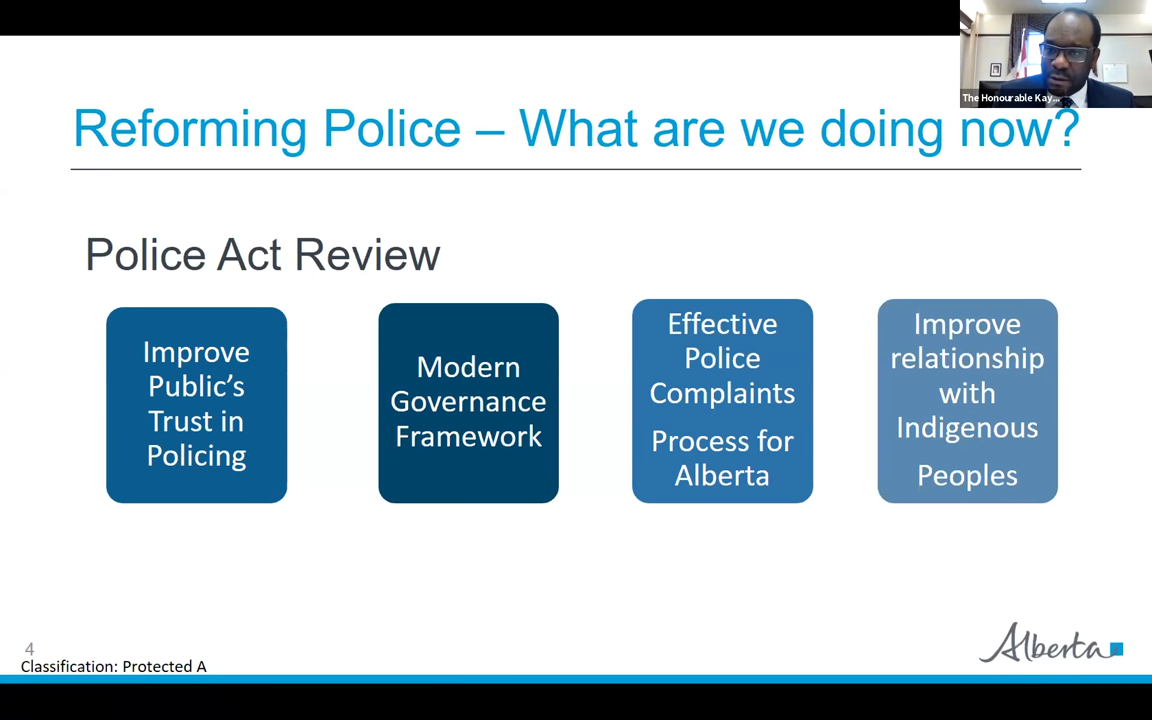 The Honourable Kay...
Reforming Police – What are we doing now?
Police Act Review
Improve
Public's
Trust in
Policing
Modern
Governance
Framework
Effective
Police
Complaints
Process for
Alberta
Improve
relationship
with
Indigenous
Peoples
4
Classification: Protected A
Alberta